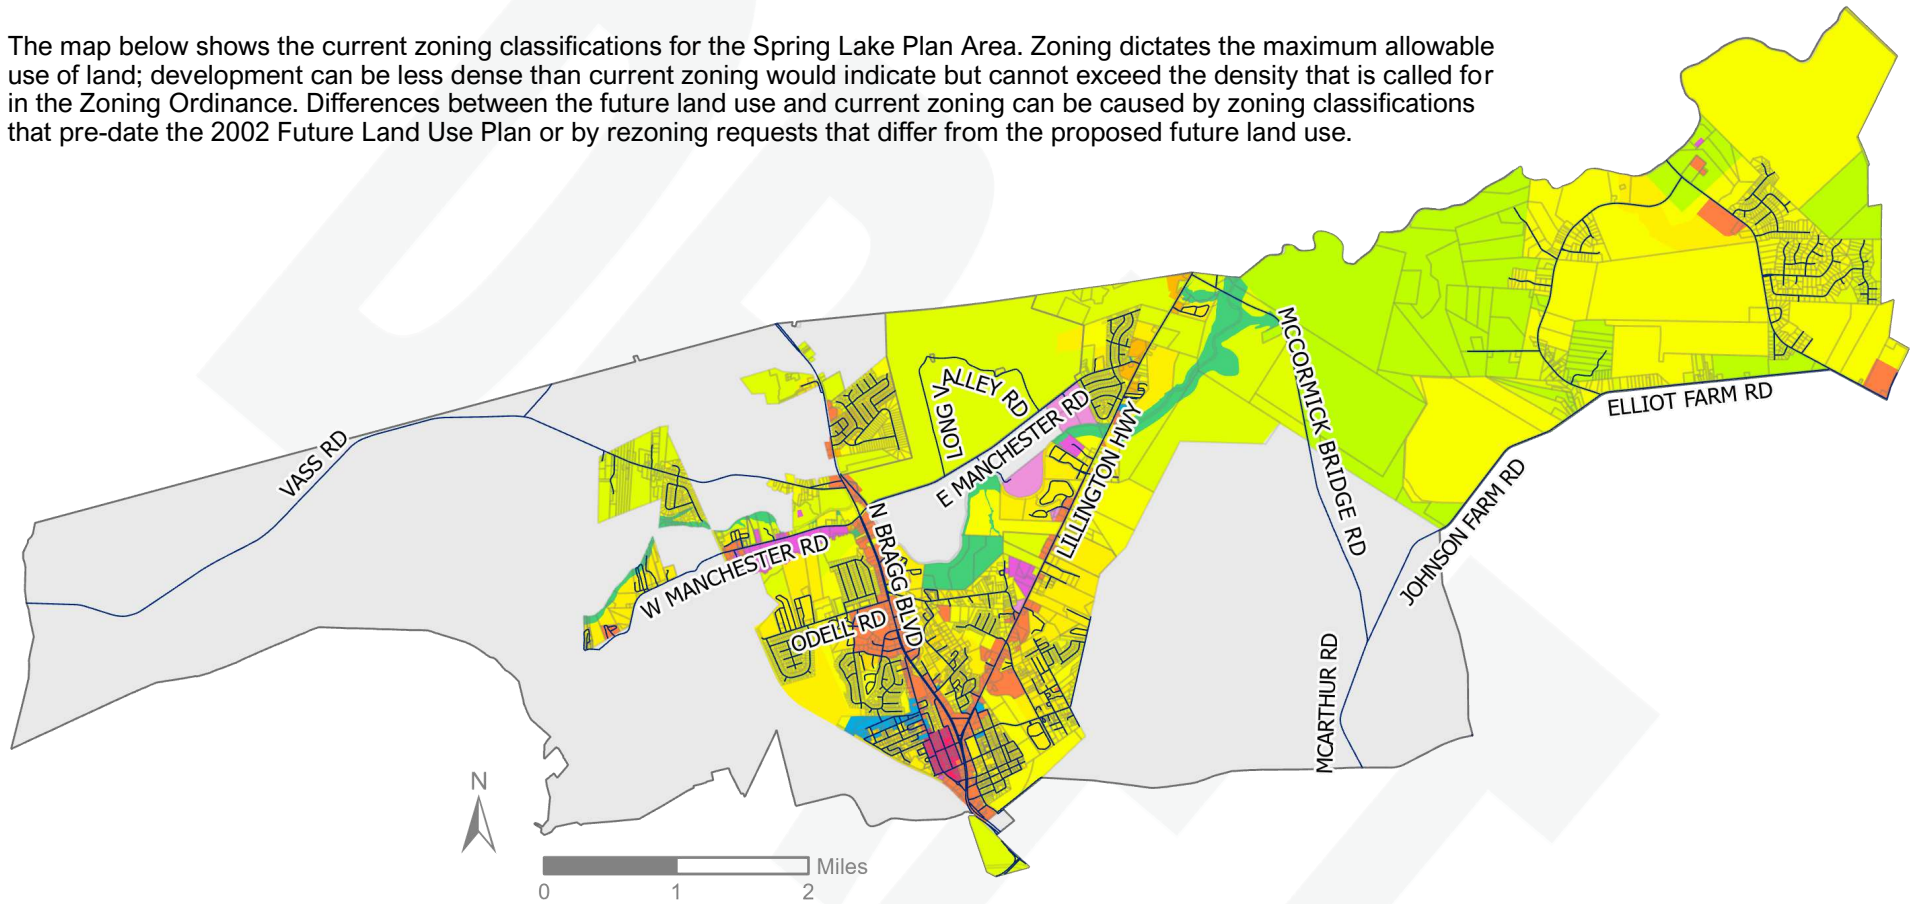 The map below shows the current zoning classifications for the Spring Lake Plan Area. Zoning dictates the maximum allowable
use of land; development can be less dense than current zoning would indicate but cannot exceed the density that is called for
in the Zoning Ordinance. Differences between the future land use and current zoning can be caused by zoning classifications
that pre-date the 2002 Future Land Use Plan or by rezoning requests that differ from the proposed future land use.
VASS RD
LONG VALLEY RD
E MANCHESTER RD
LILLINGTON HWY
MCCORMICK BRIDGE RD
ELLIOT FARM RD
JOHNSON FARM RD
N BRAGG BLVD
W MANCHESTER RD
ODELL RD
MCARTHUR RD
N
Miles
0 1 2